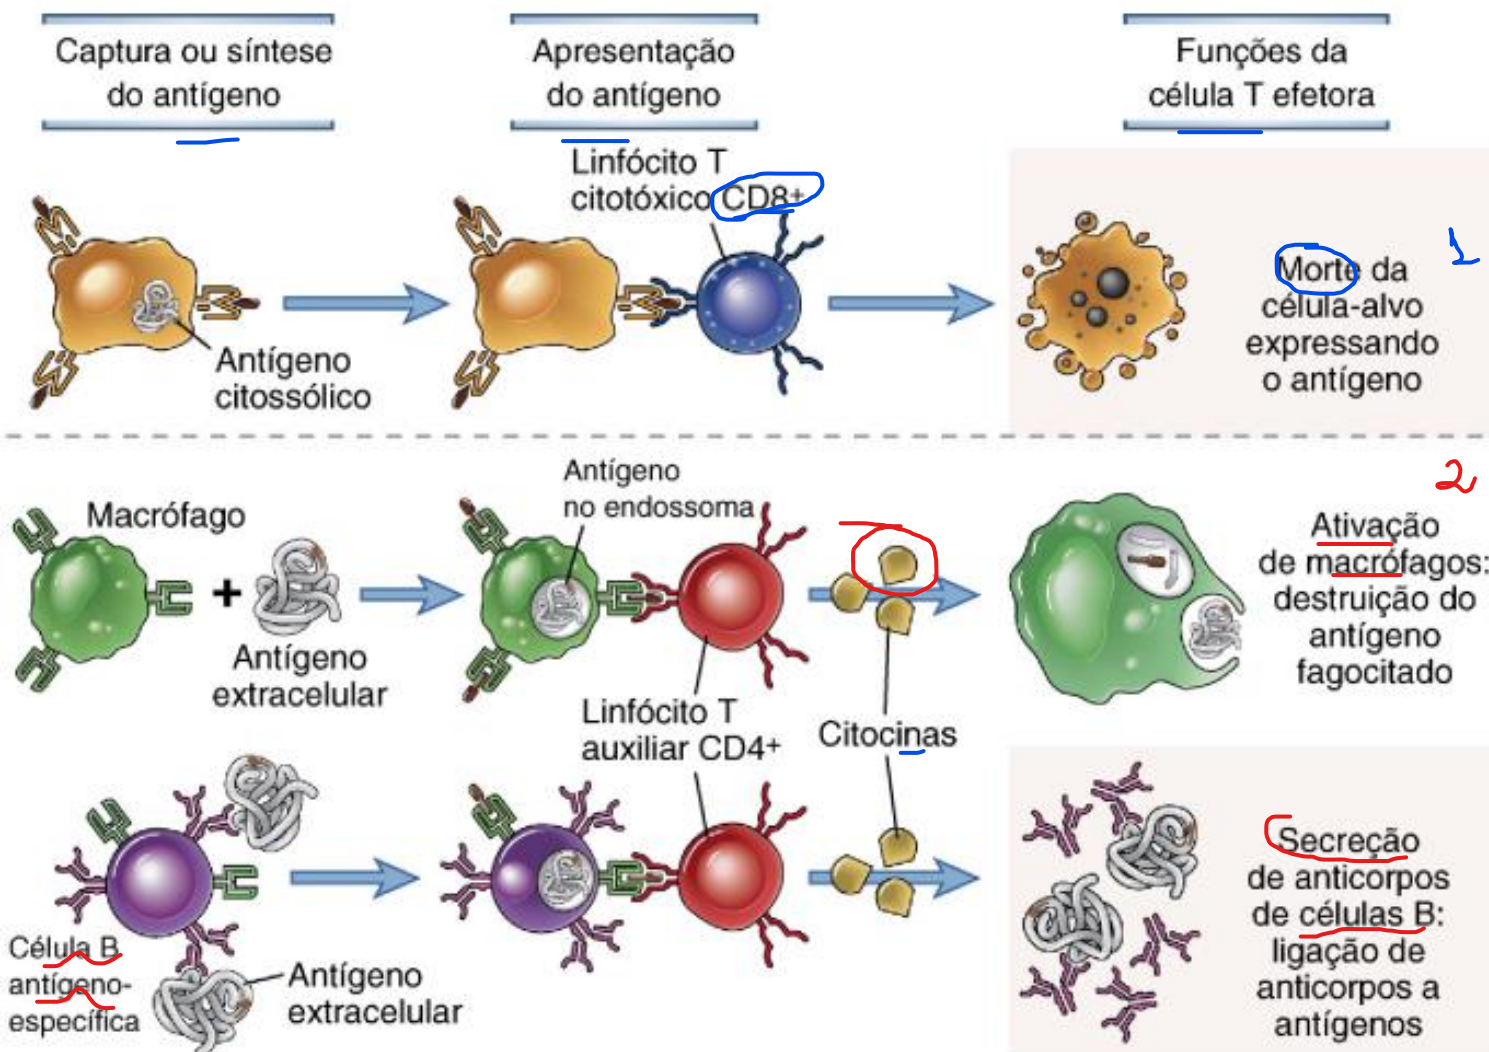 Captura ou síntese
do antígeno
Apresentação
do antígeno
Funções da
célula T efetora
Linfócito T
citotóxico CD8+
Antígeno
citossólico
Morte da
célula-alvo
expressando
o antígeno
1
Macrófago
+
Antígeno
extracelular
Antígeno
no endossoma
Linfócito T
auxiliar CD4+
Citocinas
2
Ativação
de macrófagos:
destruição do
antígeno
fagocitado
Célula B
antígeno-
específica
Antígeno
extracelular
Secreção
de anticorpos
de células B:
ligação de
anticorpos a
antígenos